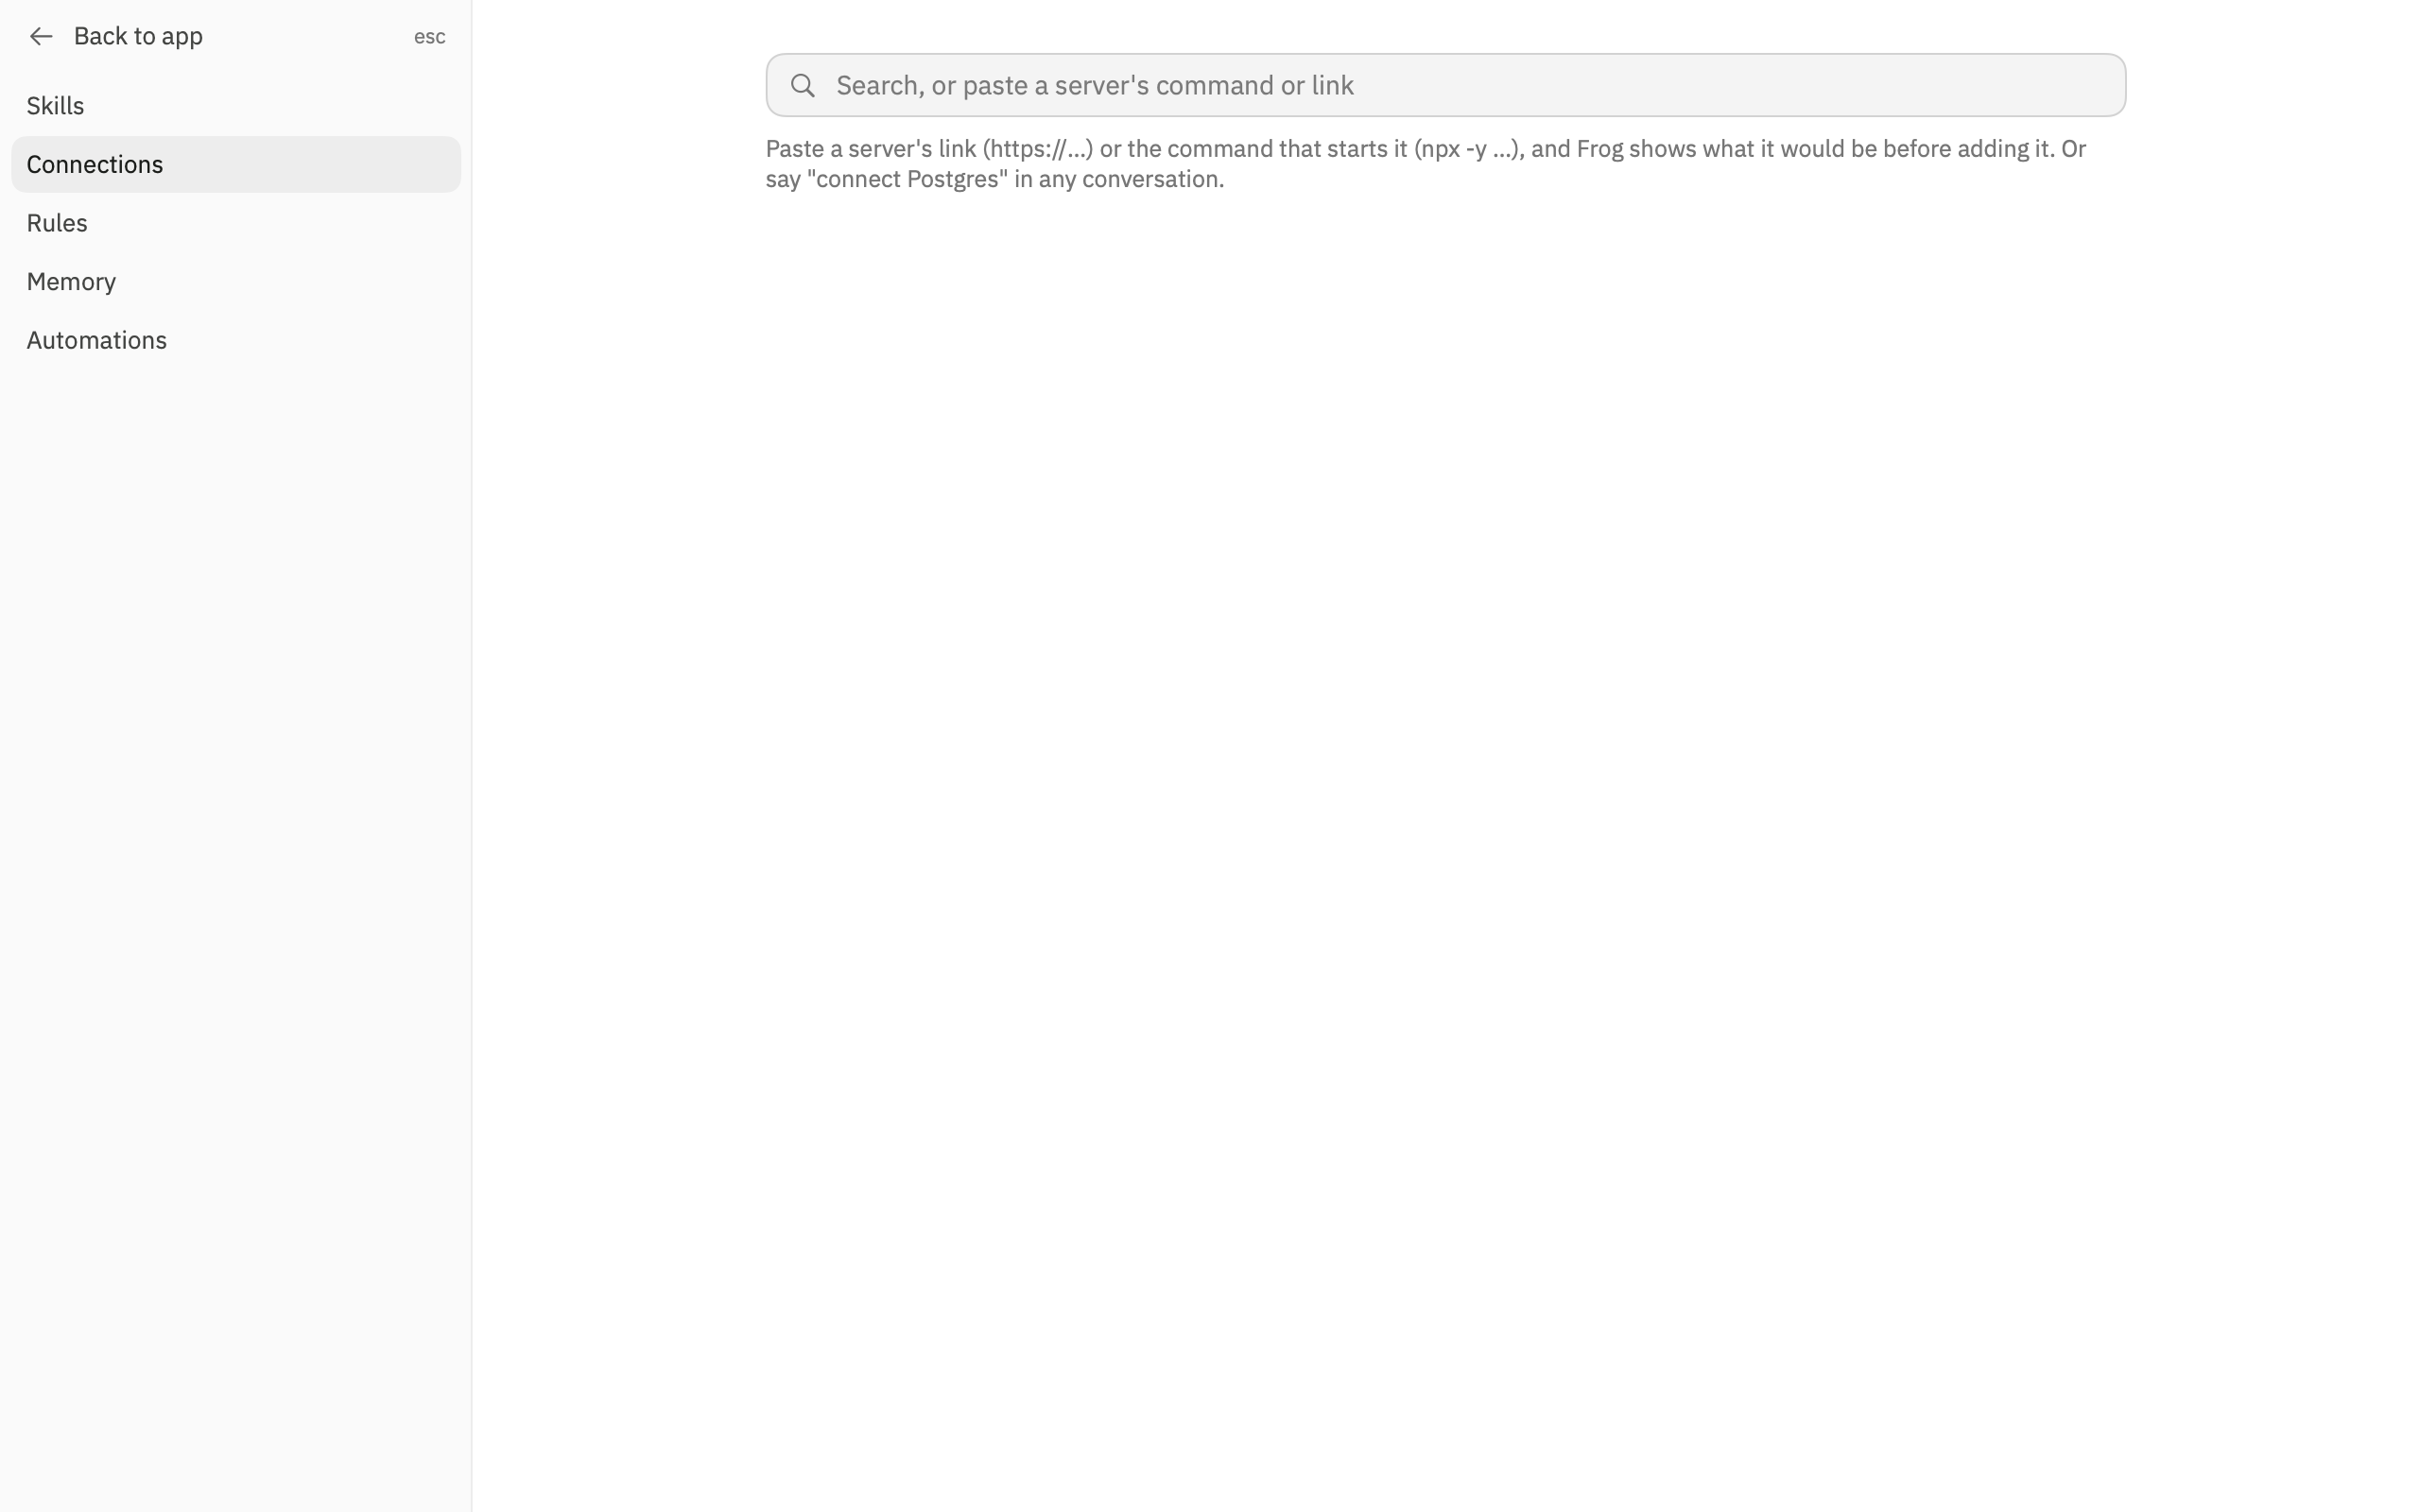 Back to app
esc
Skills
Connections
Rules
Memory
Automations
Search, or paste a server's command or link
Paste a server's link (https://...) or the command that starts it (npx -y ...), and Frog shows what it would be before adding it. Or
say "connect Postgres" in any conversation.